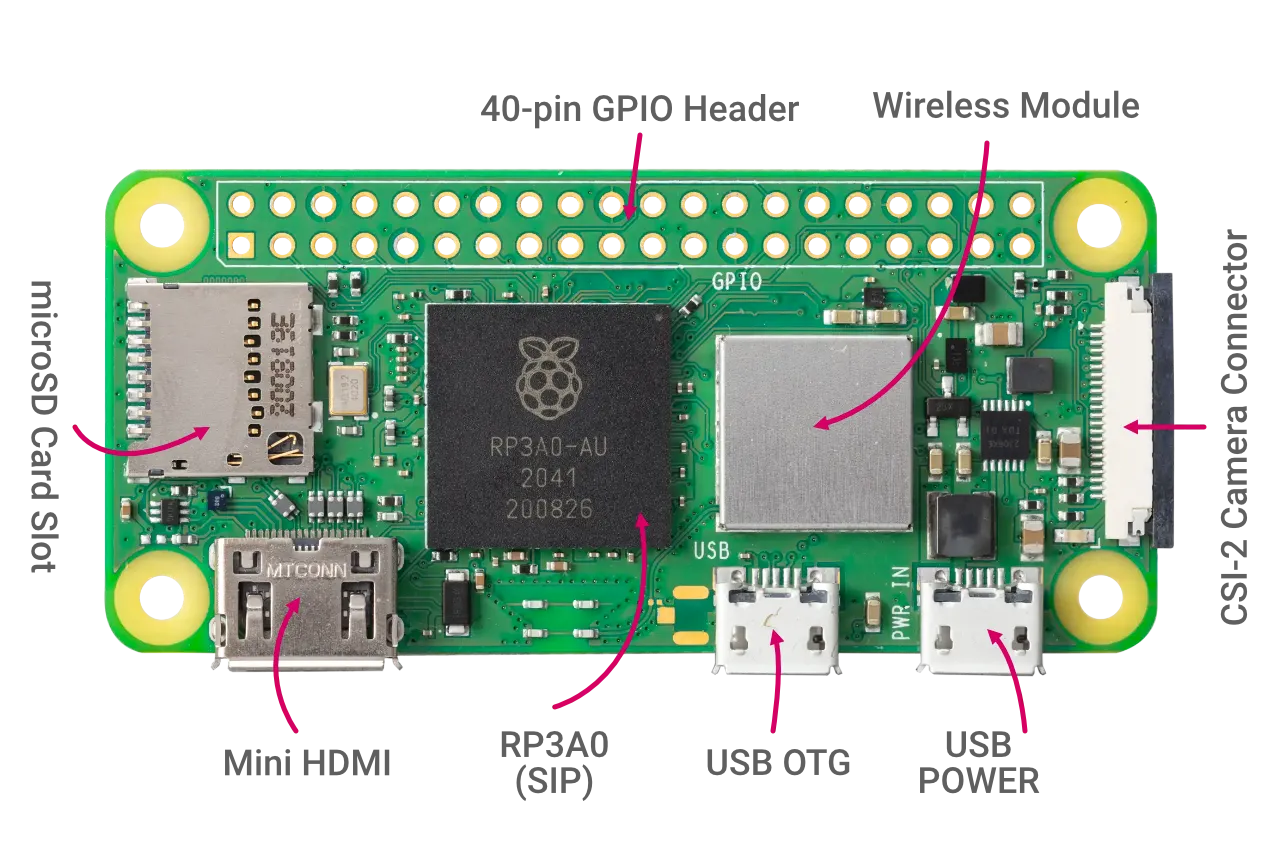 40-pin GPIO Header
Wireless Module
GPIO
microSD Card Slot
CSI-2 Camera Connector
RP3A0-AU
2041
200826
USB
MTCONN
PWR IN
Mini HDMI
RP3A0
(SIP)
USB OTG
USB
POWER